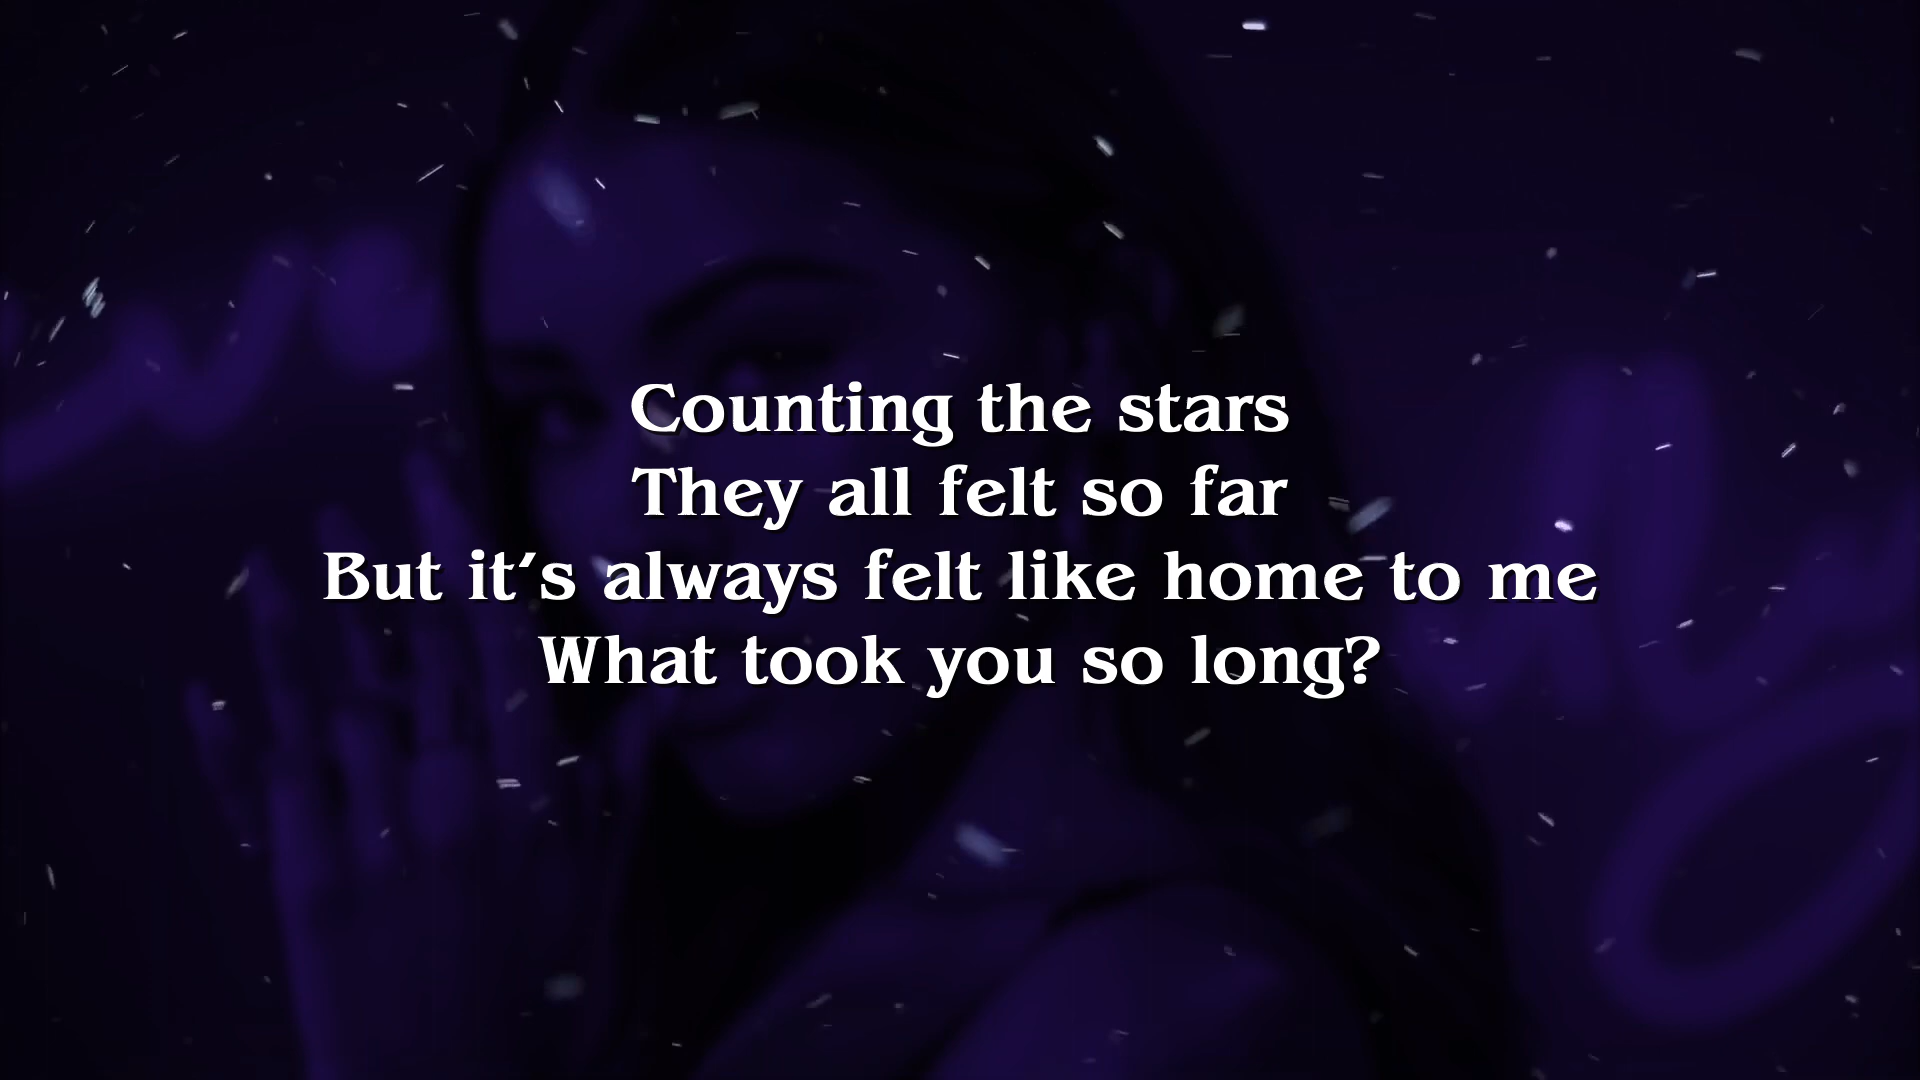 Counting the stars
They all felt so far
But it's always felt like home to me
What took you so long?